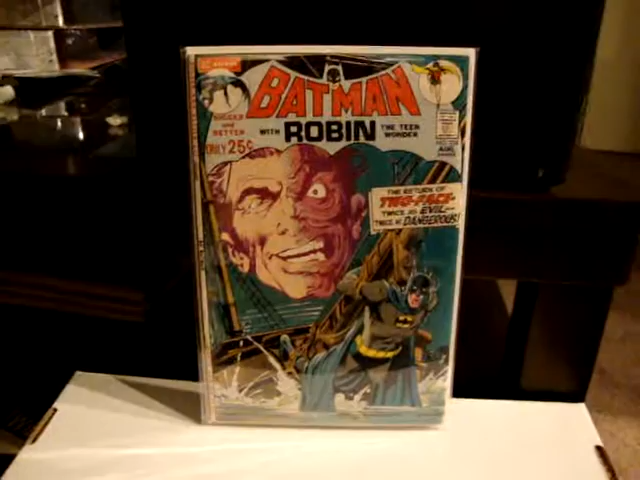 BATMAN
BIGGER
AND
BETTER
ONLY 25¢
WITH ROBIN THE TEEN
WONDER
AUG.
THE RETURN OF
TWO-FACE-
TWICE AS EVIL--
TWICE AS DANGEROUS!